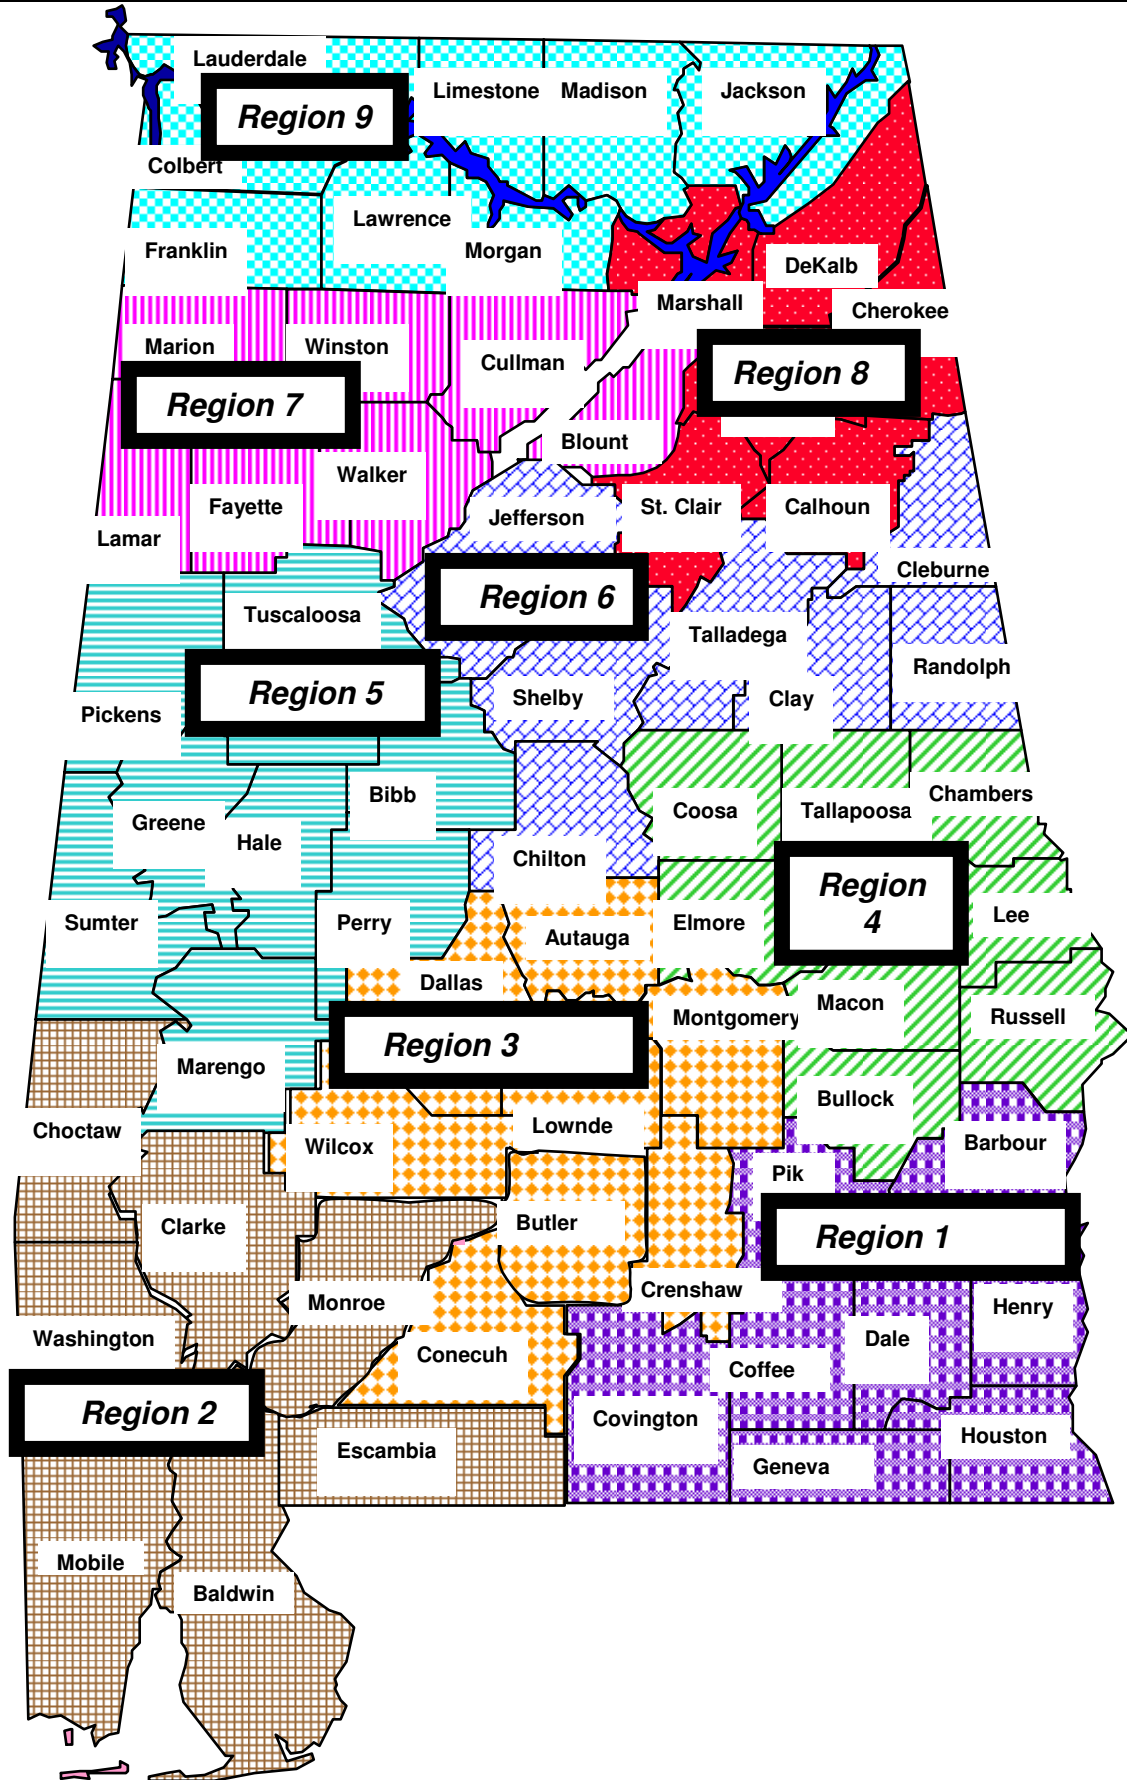 Lauderdale
Limestone
Madison
Jackson
Region 9
Colbert
Lawrence
Franklin
Morgan
DeKalb
Marshall
Cherokee
Marion
Winston
Cullman
Region 8
Region 7
Blount
Walker
Fayette
Jefferson
St. Clair
Calhoun
Lamar
Cleburne
Region 6
Tuscaloosa
Talladega
Randolph
Region 5
Shelby
Clay
Pickens
Bibb
Coosa
Tallapoosa
Chambers
Greene
Hale
Chilton
Region
4
Sumter
Perry
Autauga
Elmore
Lee
Dallas
Macon
Montgomery
Russell
Region 3
Marengo
Bullock
Choctaw
Lownde
Wilcox
Barbour
Pik
Clarke
Butler
Region 1
Crenshaw
Monroe
Henry
Washington
Dale
Conecuh
Coffee
Region 2
Covington
Escambia
Houston
Geneva
Mobile
Baldwin